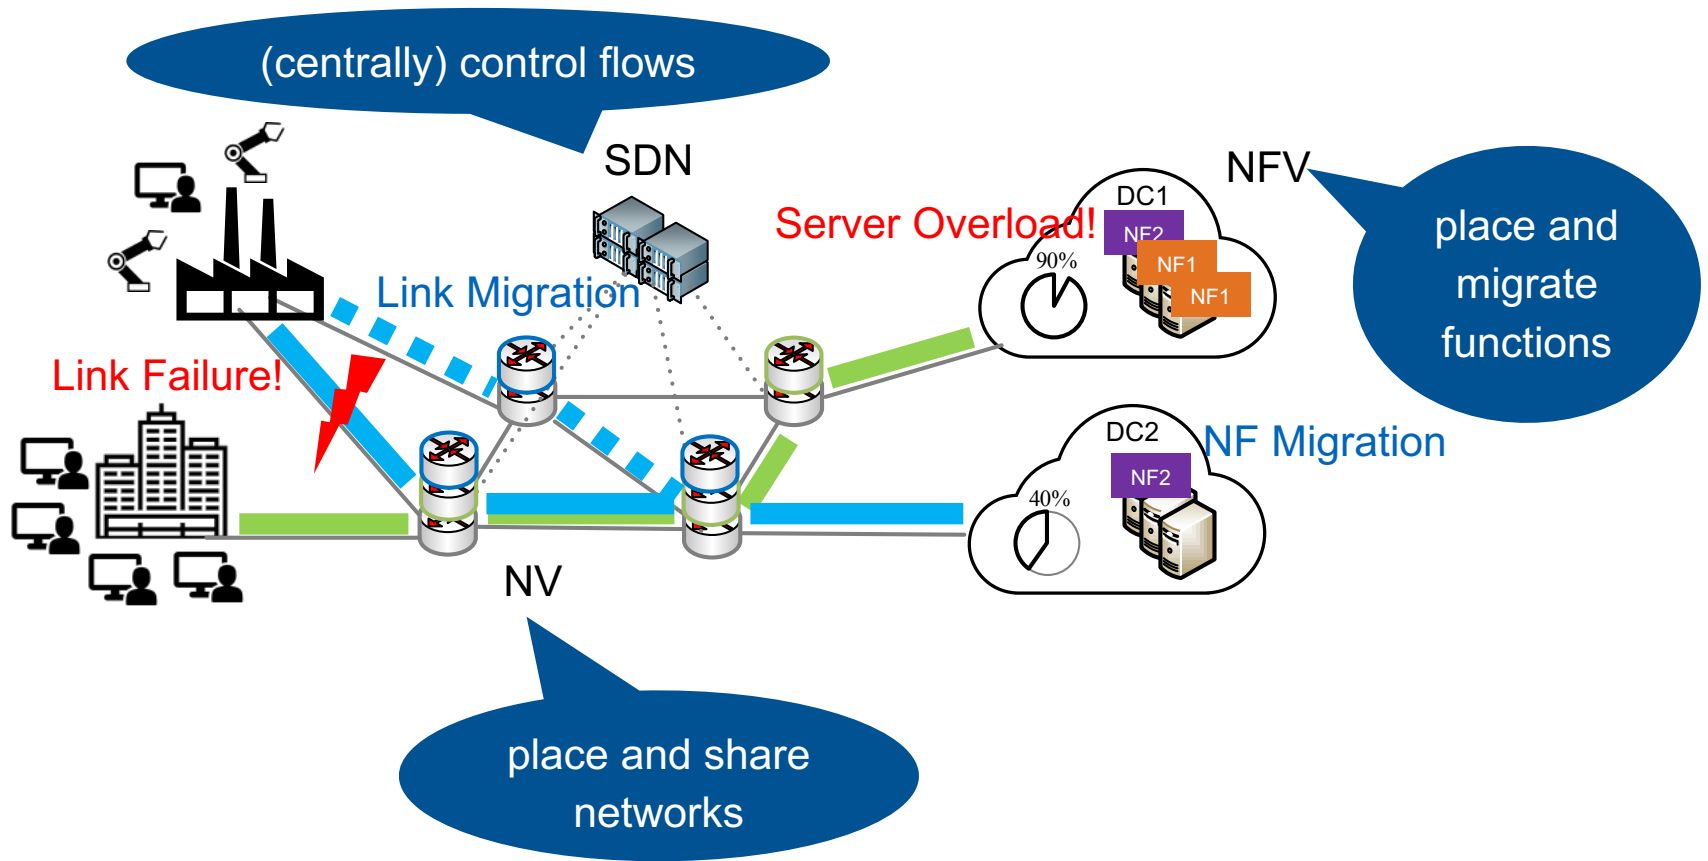 (centrally) control flows
SDN
NFV
DC1
Server Overload!
NF2
place and
migrate
functions
90%
NF1
NF1
Link Migration
Link Failure!
DC2
NF Migration
NF2
40%
NV
place and share
networks